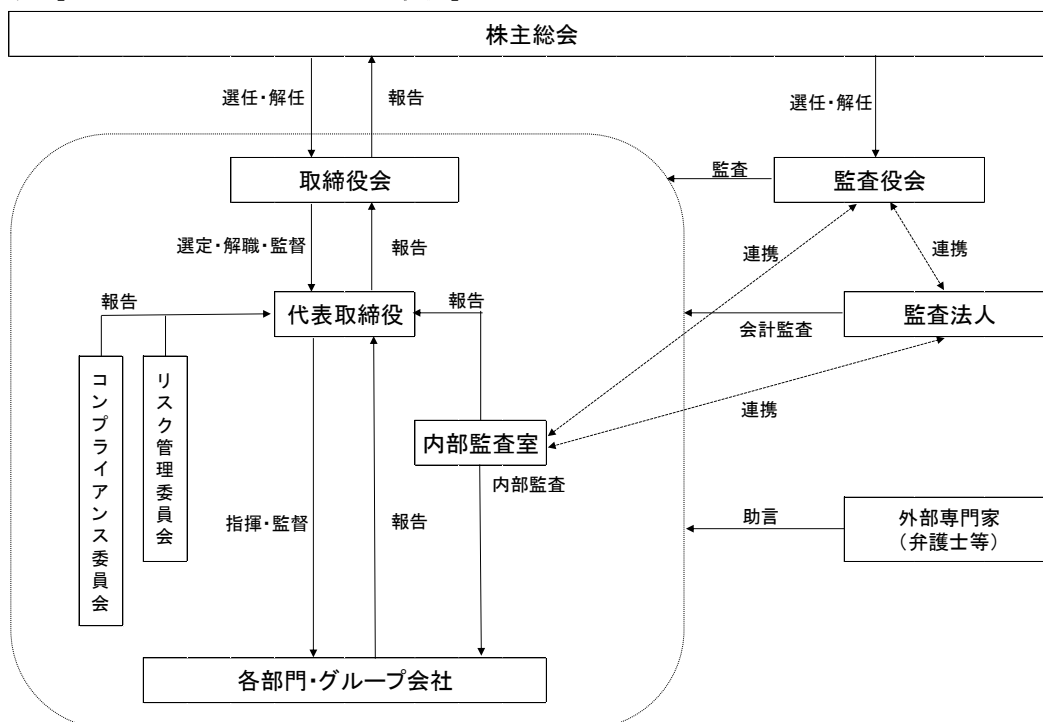 株主総会
選任・解任
報告
選任・解任
取締役会
監査
監査役会
選定・解職・監督
報告
連携
連携
報告
代表取締役
報告
監査法人
会計監査
コンプライアンス委員会
リスク管理委員会
連携
内部監査室
内部監査
指揮・監督
報告
助言
外部専門家
（弁護士等）
各部門・グループ会社